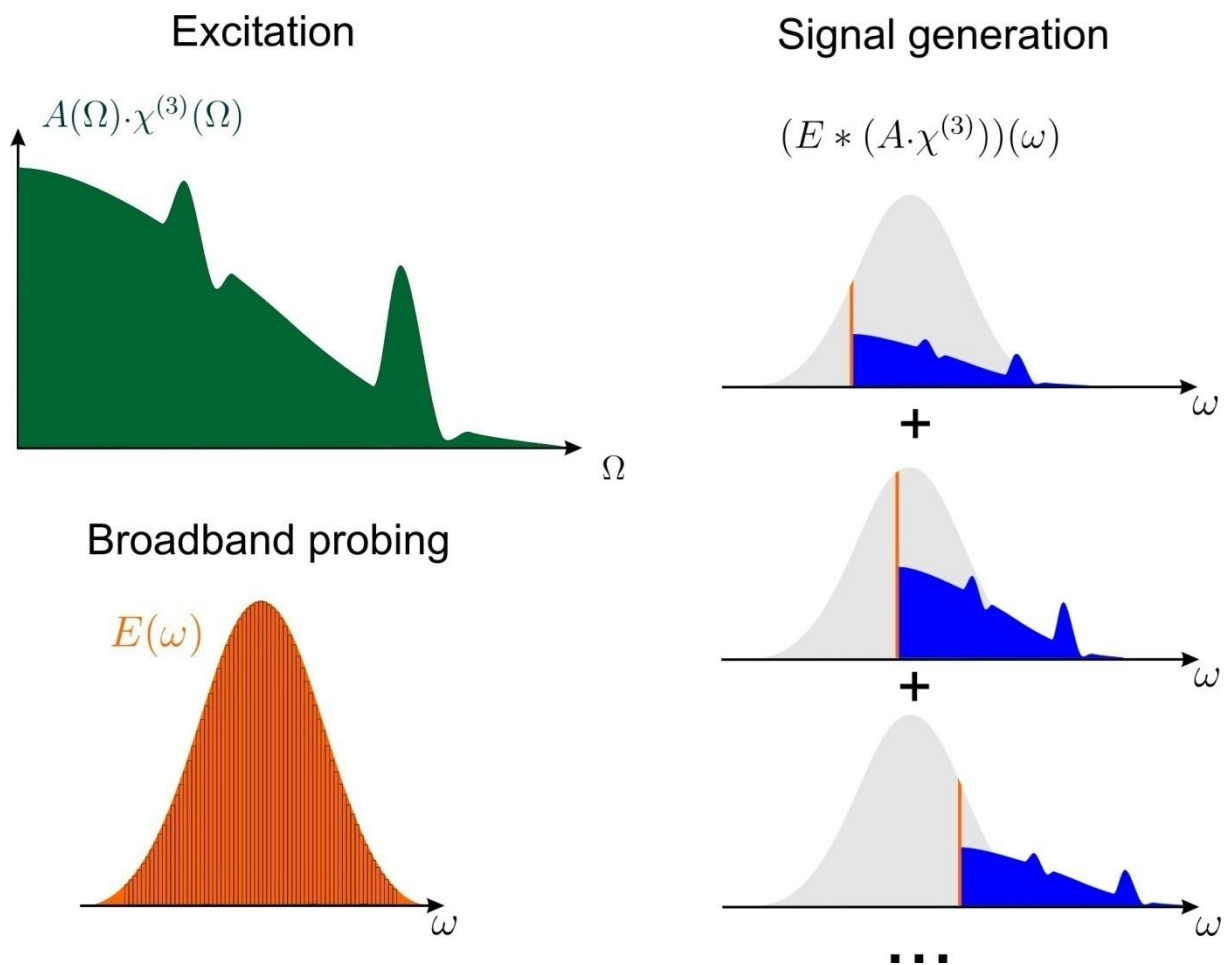 Excitation
A(Ω)·χ⁽³⁾(Ω)
Ω
Broadband probing
E(ω)
ω
Signal generation
(E ∗ (A·χ⁽³⁾))(ω)
ω
+
ω
+
ω
...